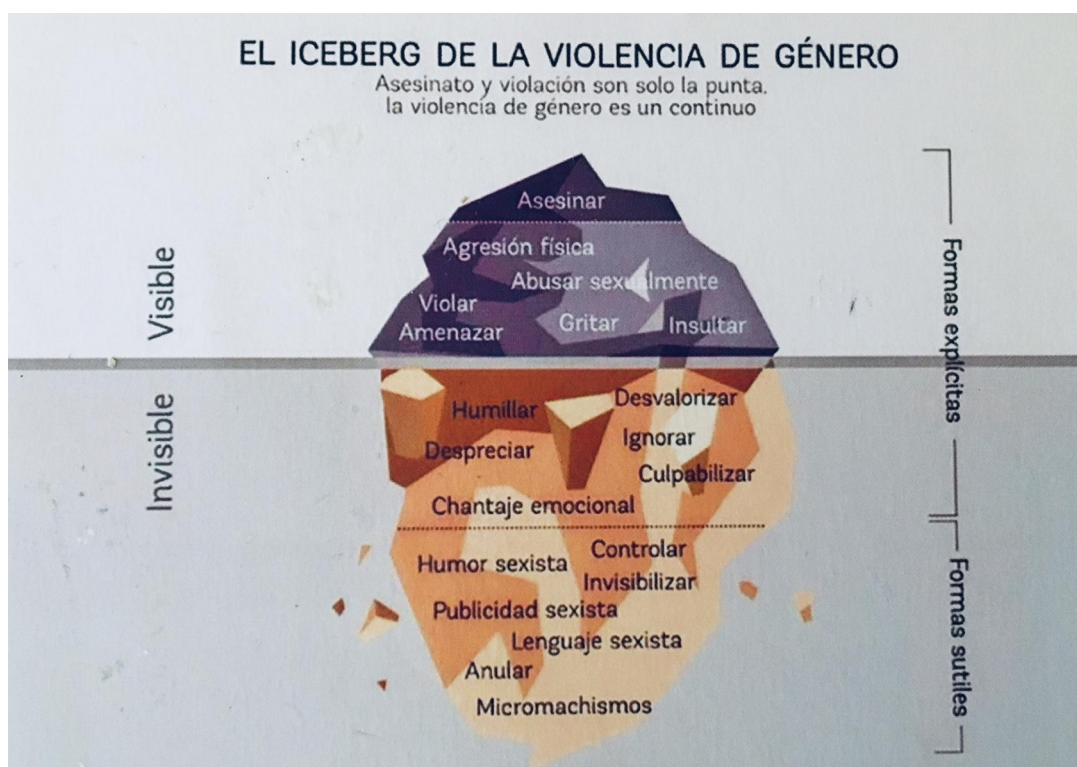 EL ICEBERG DE LA VIOLENCIA DE GÉNERO
Asesinato y violación son solo la punta.
la violencia de género es un continuo
Visible
Asesinar
Agresión física
Abusar sexualmente
Violar
Amenazar
Gritar
Insultar
Formas explícitas
Invisible
Humillar
Desvalorizar
Despreciar
Ignorar
Culpabilizar
Chantaje emocional
Humor sexista
Controlar
Invisibilizar
Publicidad sexista
Lenguaje sexista
Anular
Micromachismos
Formas sutiles